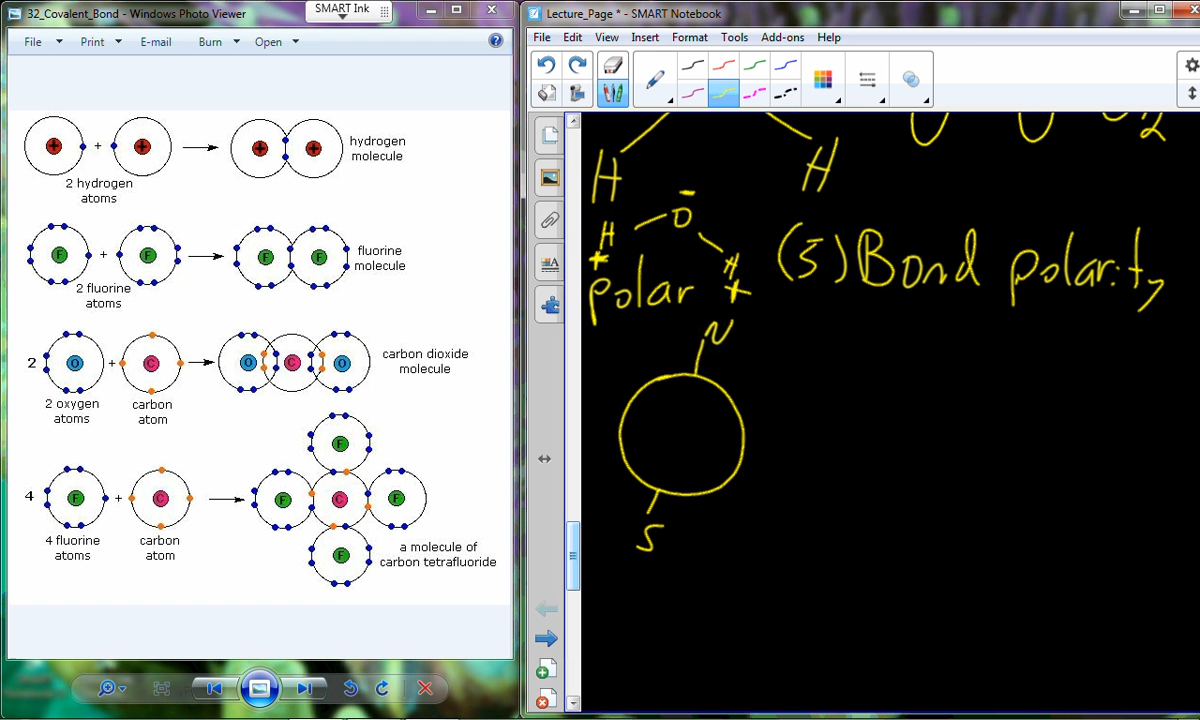 32_Covalent_Bond - Windows Photo Viewer
SMART Ink
File Print E-mail Burn Open
+ + +
hydrogen
molecule
2 hydrogen
atoms
F + F F F
fluorine
molecule
2 fluorine
atoms
2 O + C O C O
carbon dioxide
molecule
2 oxygen
atoms
carbon
atom
F
4 F + C F C F
F
4 fluorine
atoms
carbon
atom
a molecule of
carbon tetrafluoride
Lecture_Page * - SMART Notebook
File Edit View Insert Format Tools Add-ons Help
H H
H O H
polar
(5) Bond polarity
N
S